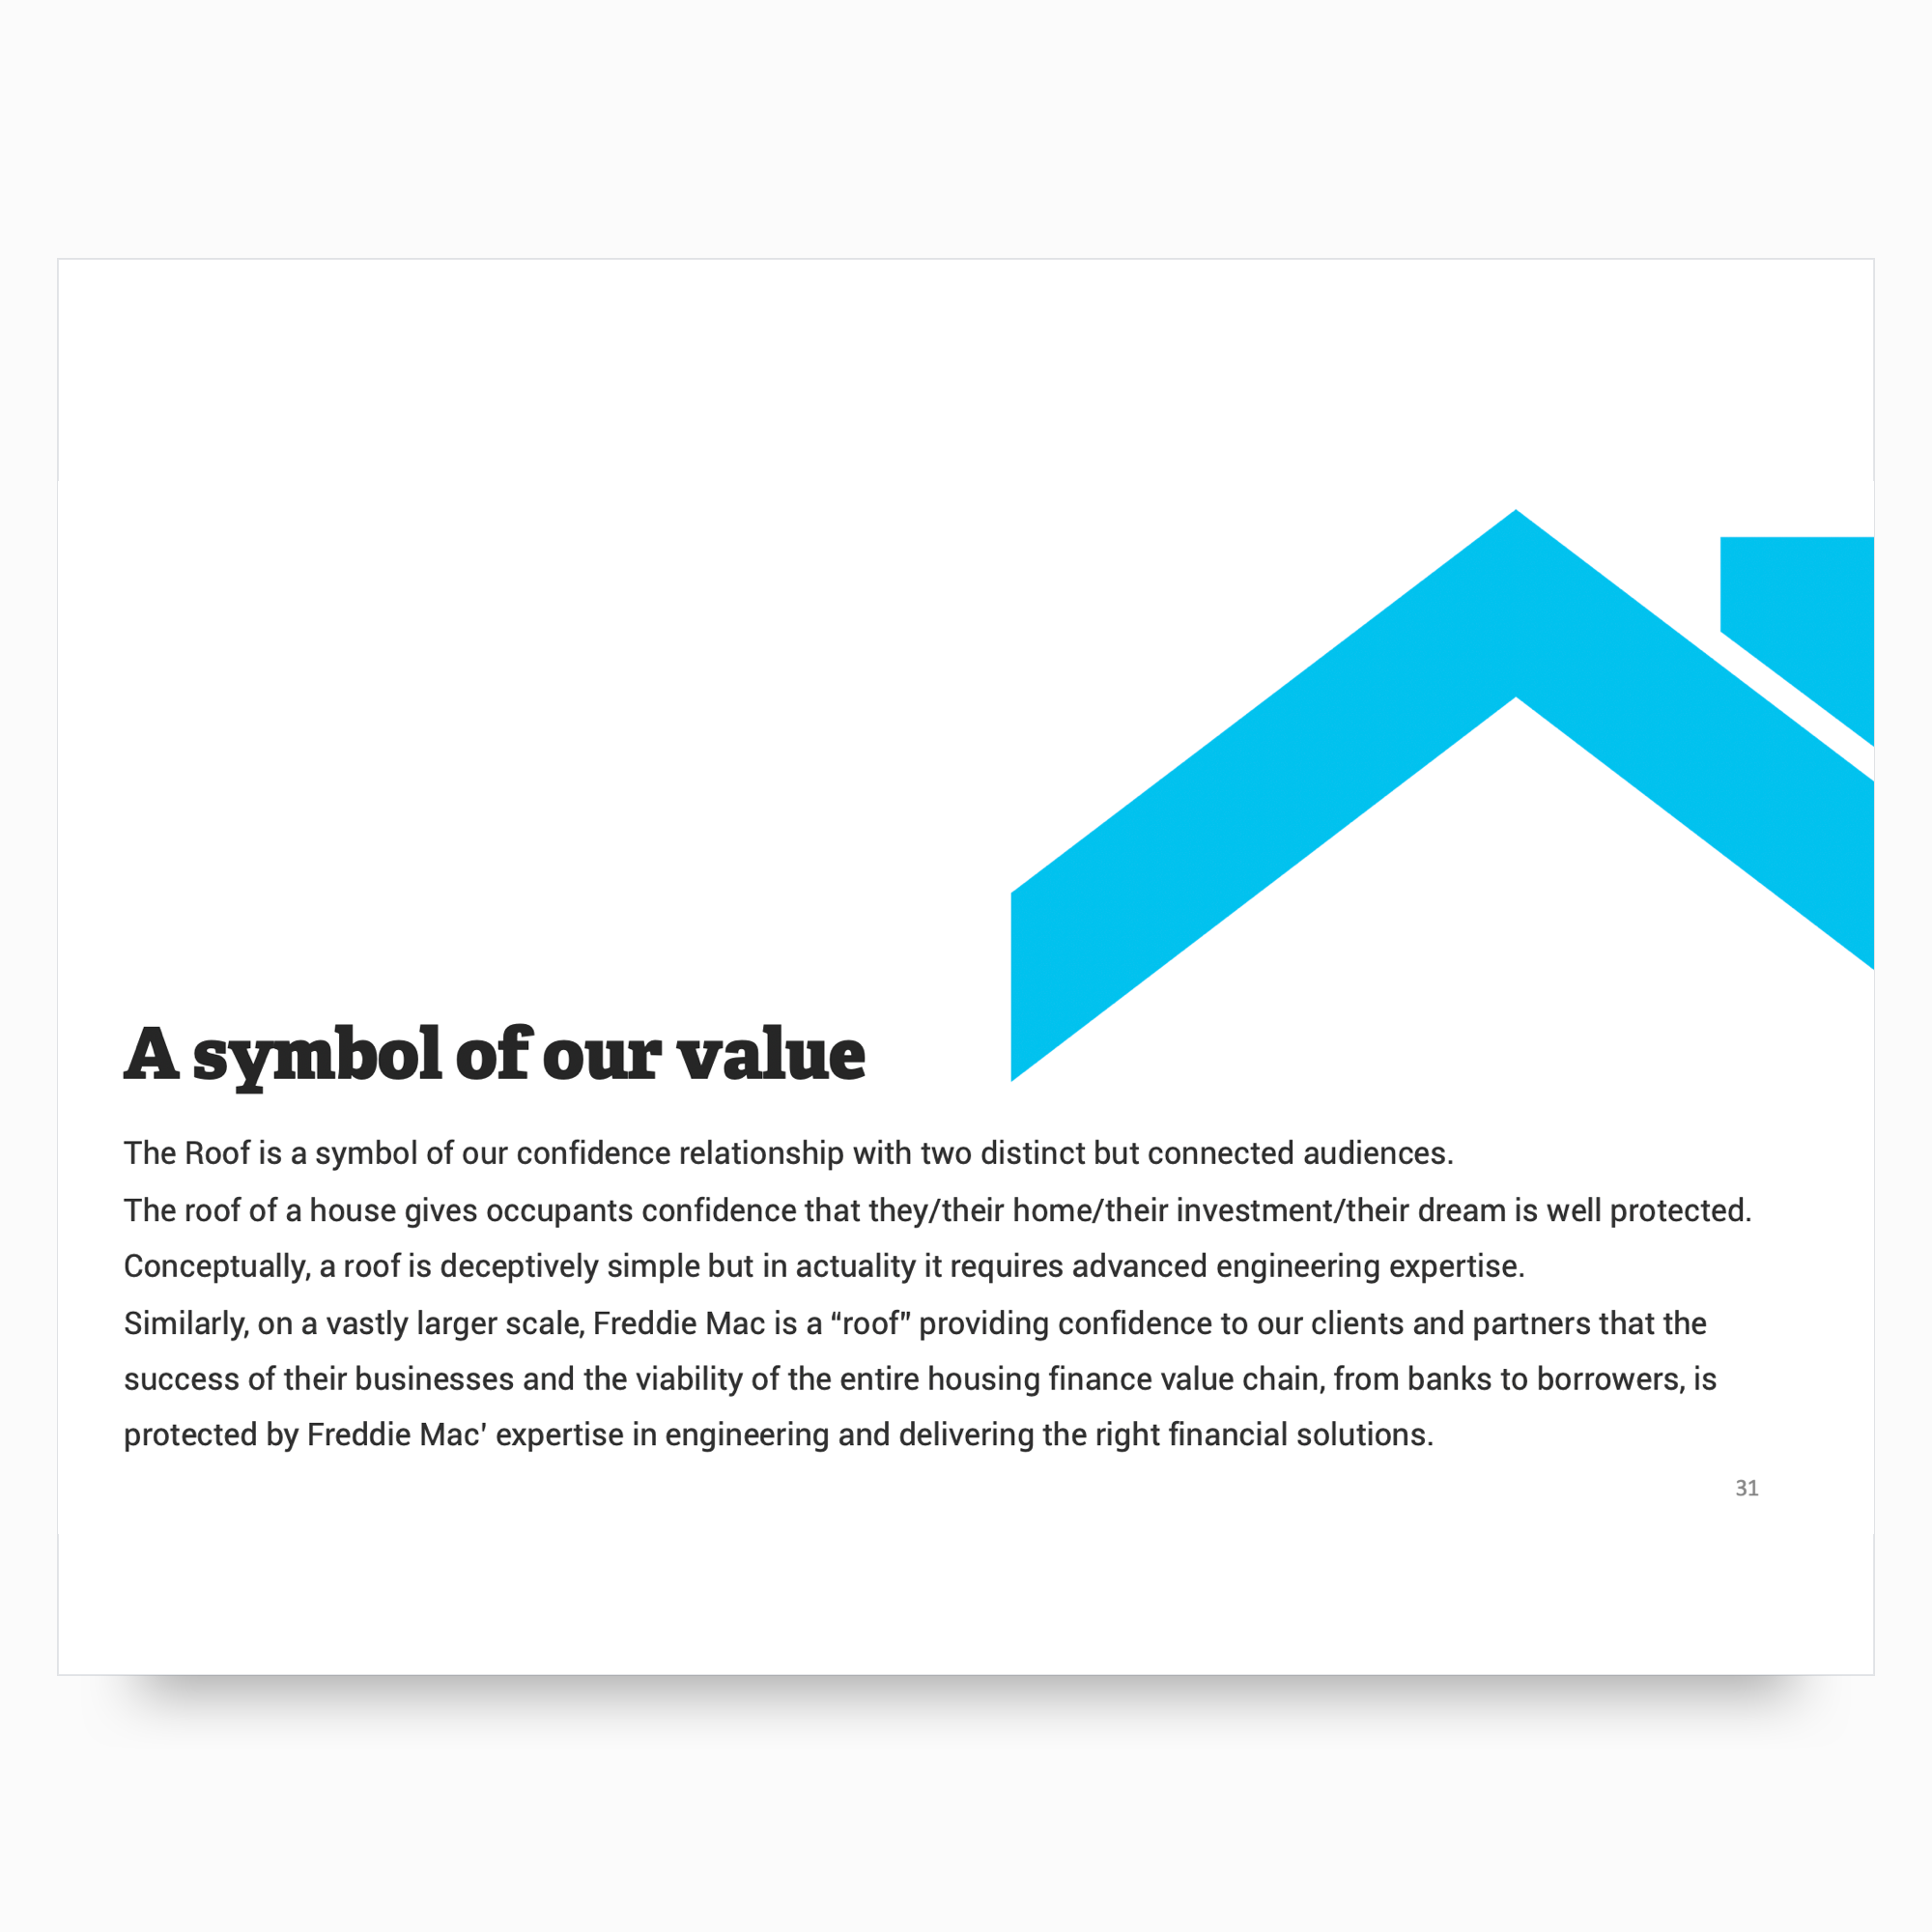 A symbol of our value
The Roof is a symbol of our confidence relationship with two distinct but connected audiences.
The roof of a house gives occupants confidence that they/their home/their investment/their dream is well protected.
Conceptually, a roof is deceptively simple but in actuality it requires advanced engineering expertise.
Similarly, on a vastly larger scale, Freddie Mac is a “roof” providing confidence to our clients and partners that the
success of their businesses and the viability of the entire housing finance value chain, from banks to borrowers, is
protected by Freddie Mac’ expertise in engineering and delivering the right financial solutions.
31